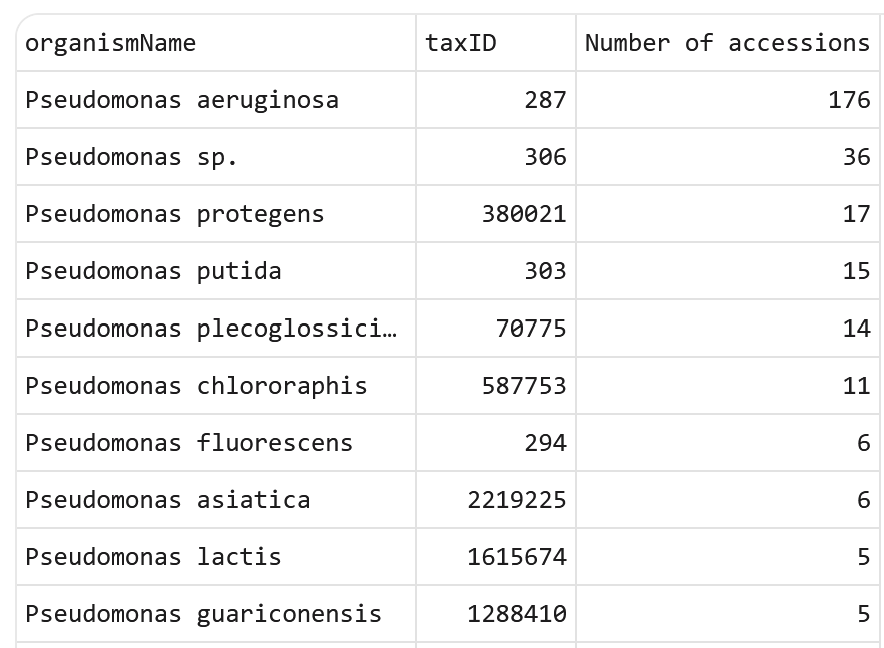 organismName taxID Number of accessions
Pseudomonas aeruginosa 287 176
Pseudomonas sp. 306 36
Pseudomonas protegens 380021 17
Pseudomonas putida 303 15
Pseudomonas plecoglossici… 70775 14
Pseudomonas chlororaphis 587753 11
Pseudomonas fluorescens 294 6
Pseudomonas asiatica 2219225 6
Pseudomonas lactis 1615674 5
Pseudomonas guariconensis 1288410 5